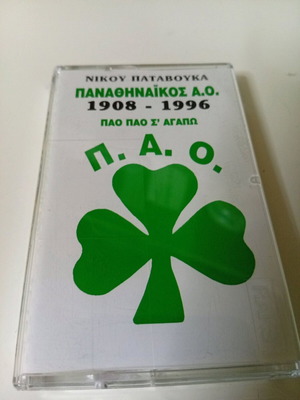 ΝΙΚΟΥ ΠΑΤΑΒΟΥΚΑ
ΠΑΝΑΘΗΝΑΪΚΟΣ Α.Ο.
1908 - 1996
ΠΑΟ ΠΑΟ Σ' ΑΓΑΠΩ
Π. Α. Ο.